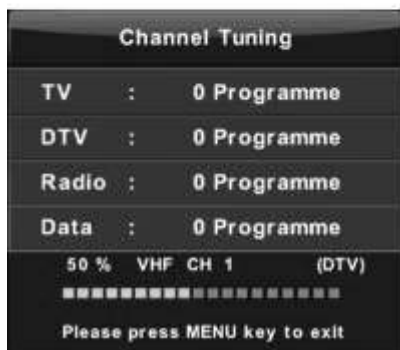 Channel Tuning
TV : 0 Programme
DTV : 0 Programme
Radio : 0 Programme
Data : 0 Programme
50 % VHF CH 1 (DTV)
Please press MENU key to exit